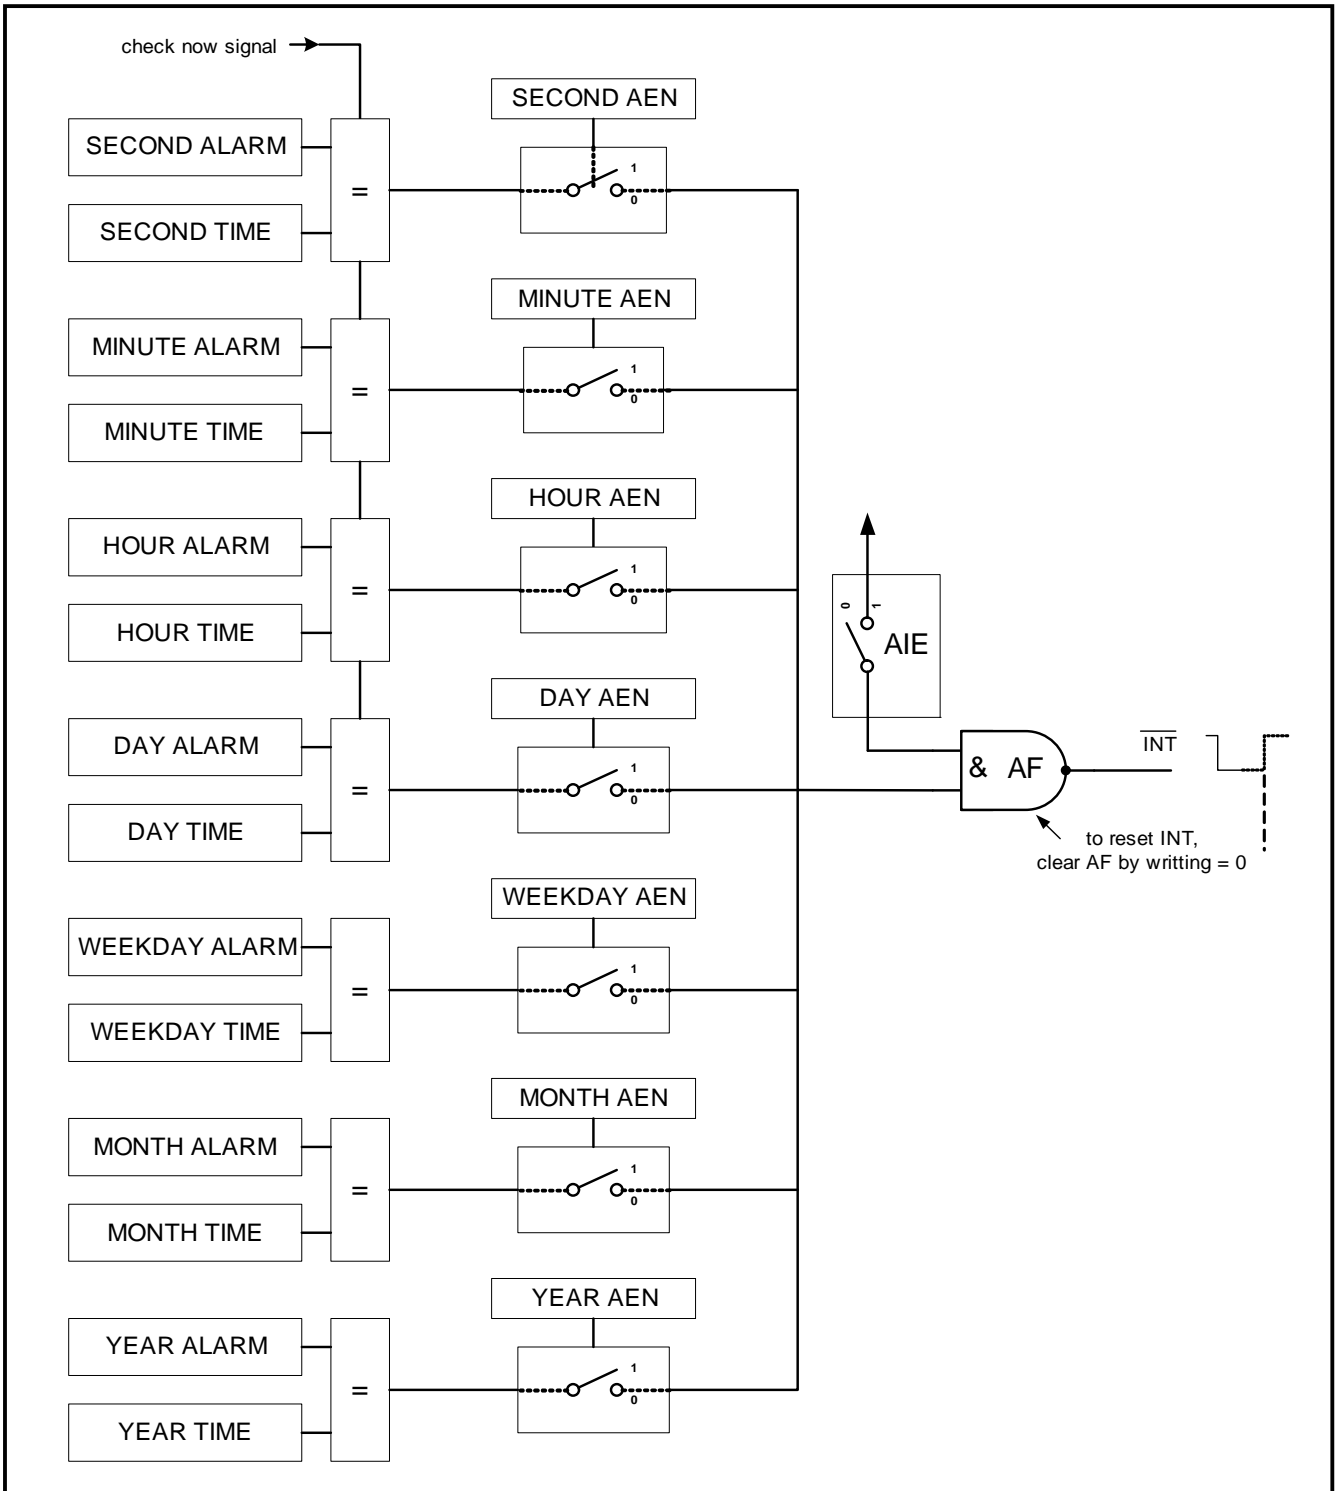 check now signal
SECOND AEN
SECOND ALARM
=
1
0
SECOND TIME
MINUTE AEN
MINUTE ALARM
=
1
0
MINUTE TIME
HOUR AEN
HOUR ALARM
=
1
0
HOUR TIME
0 1
AIE
DAY AEN
DAY ALARM
=
1
0
DAY TIME
& AF
INT
to reset INT,
clear AF by writting = 0
WEEKDAY AEN
WEEKDAY ALARM
=
1
0
WEEKDAY TIME
MONTH AEN
MONTH ALARM
=
1
0
MONTH TIME
YEAR AEN
YEAR ALARM
=
1
0
YEAR TIME